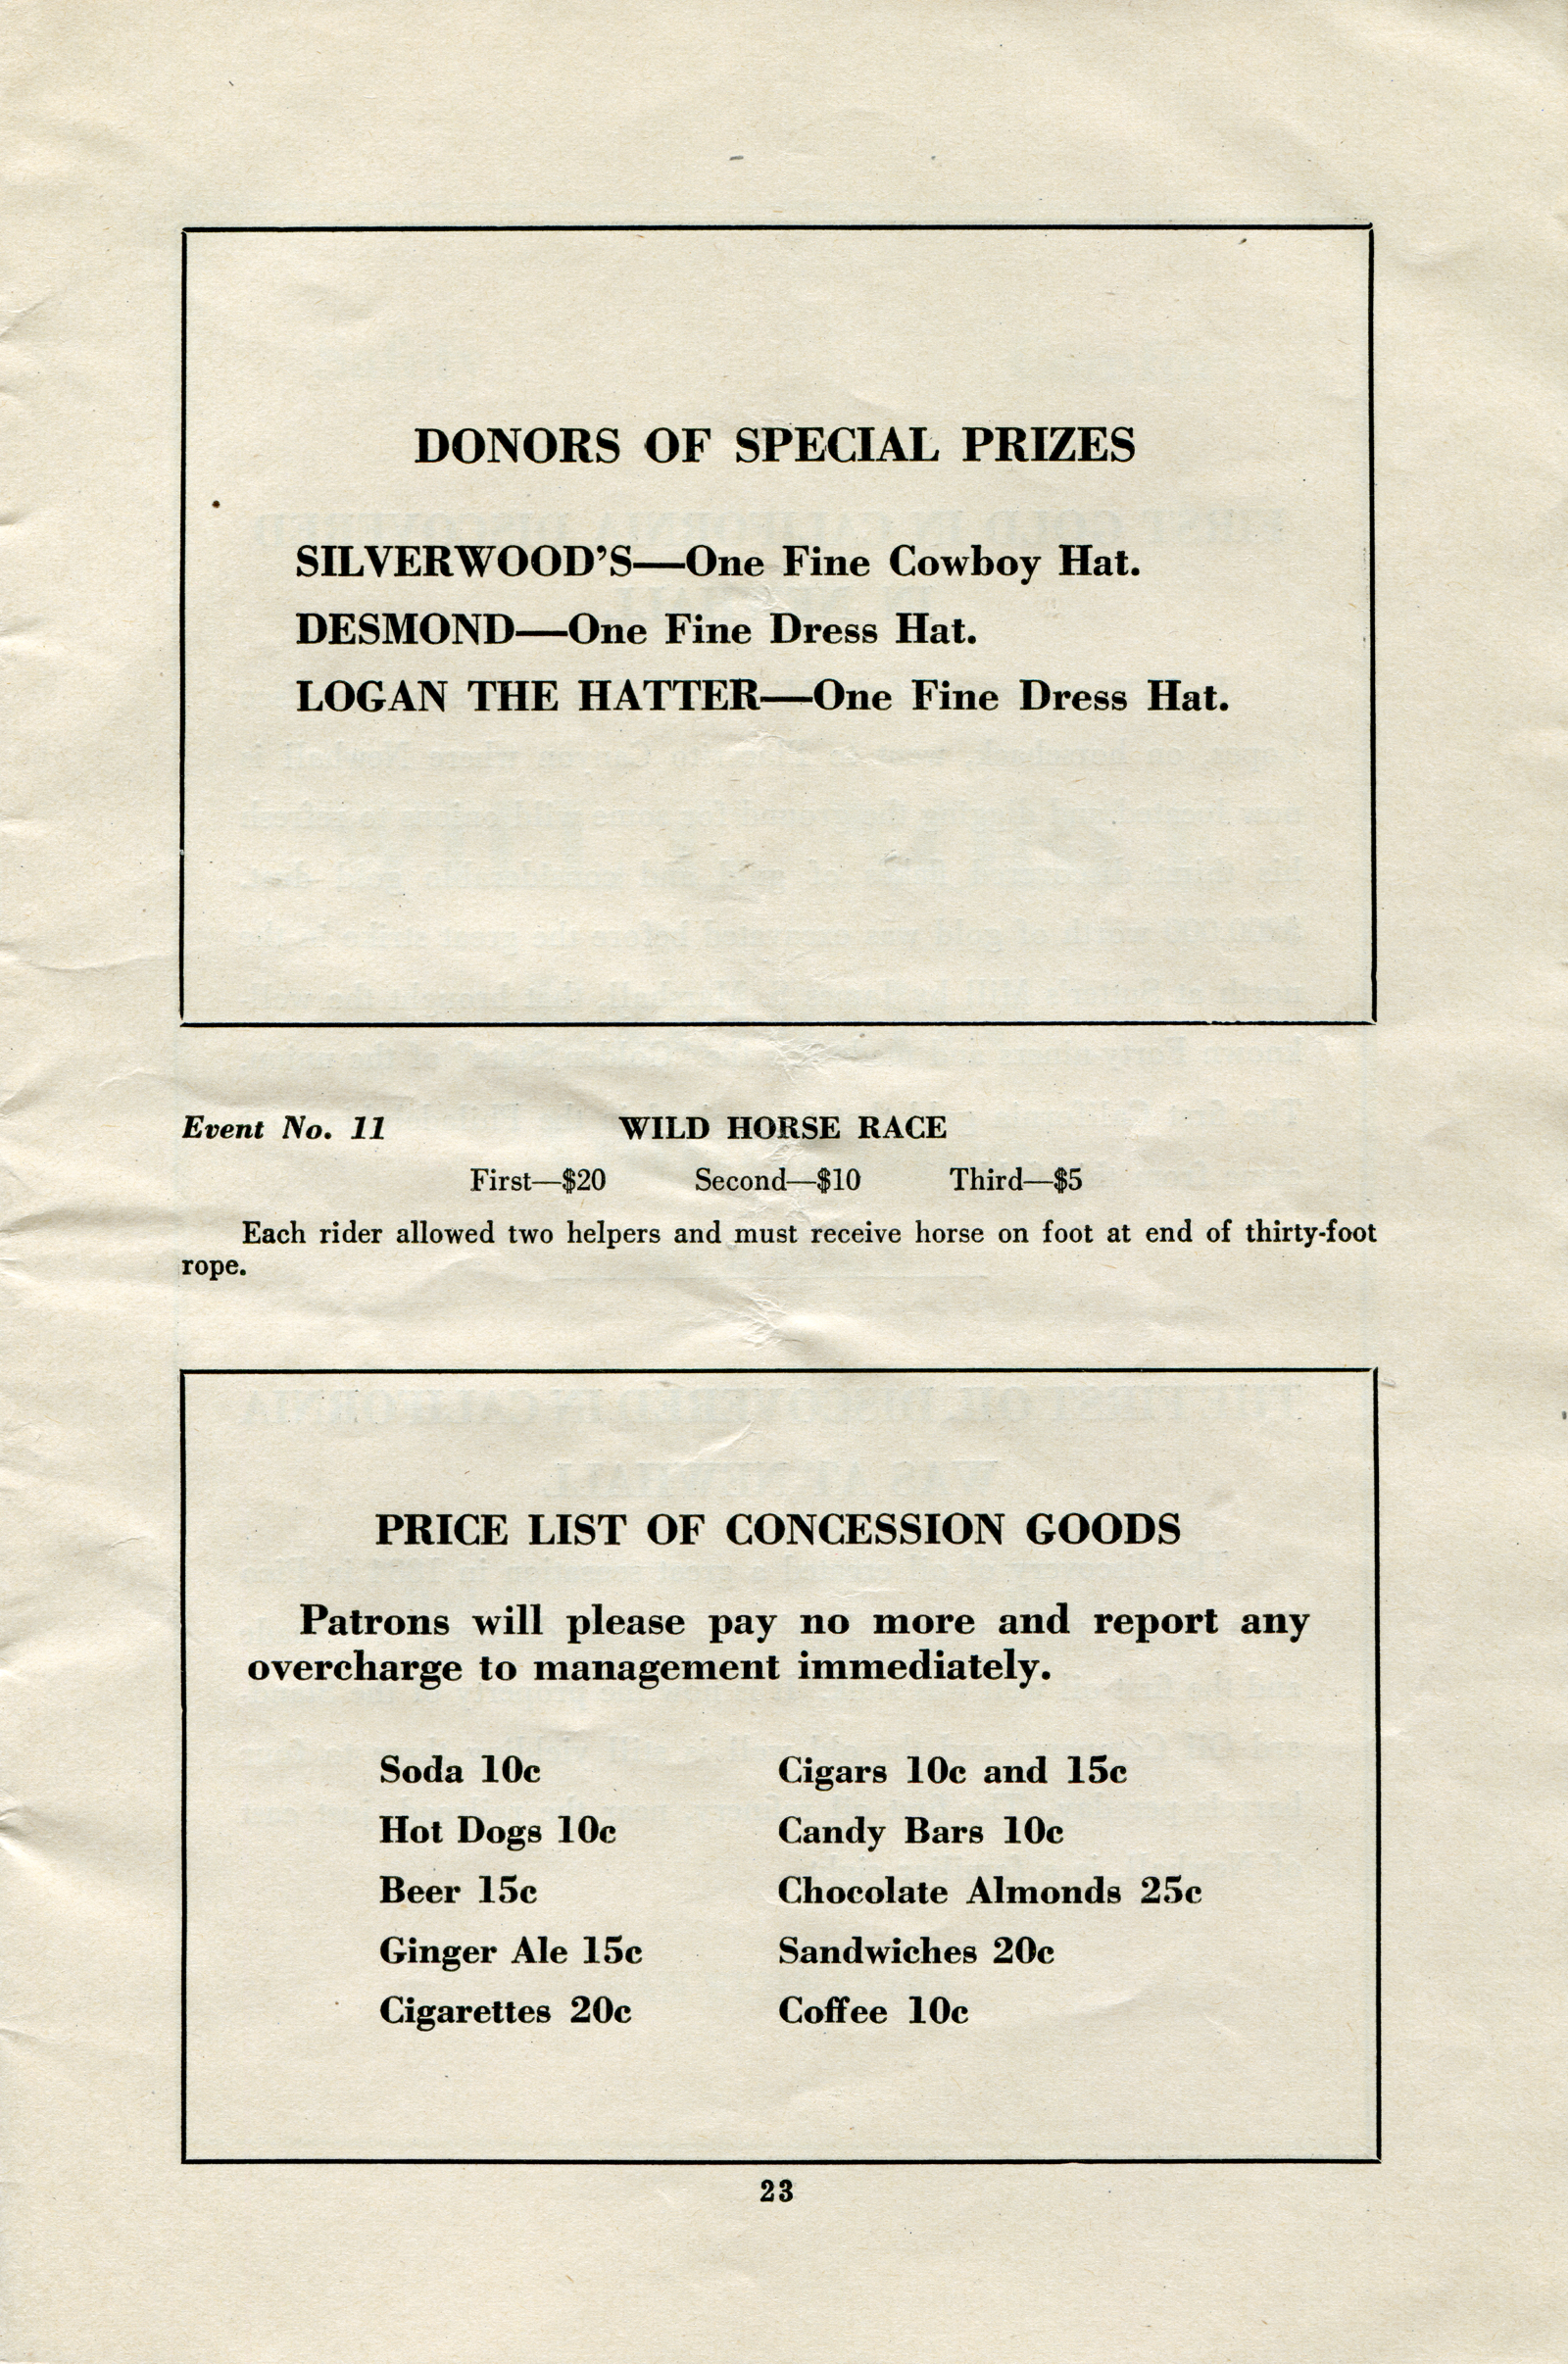 DONORS OF SPECIAL PRIZES
SILVERWOOD'S—One Fine Cowboy Hat.
DESMOND—One Fine Dress Hat.
LOGAN THE HATTER—One Fine Dress Hat.
Event No. 11 WILD HORSE RACE
First—$20 Second—$10 Third—$5
Each rider allowed two helpers and must receive horse on foot at end of thirty-foot
rope.
PRICE LIST OF CONCESSION GOODS
Patrons will please pay no more and report any
overcharge to management immediately.
Soda 10c Cigars 10c and 15c
Hot Dogs 10c Candy Bars 10c
Beer 15c Chocolate Almonds 25c
Ginger Ale 15c Sandwiches 20c
Cigarettes 20c Coffee 10c
23